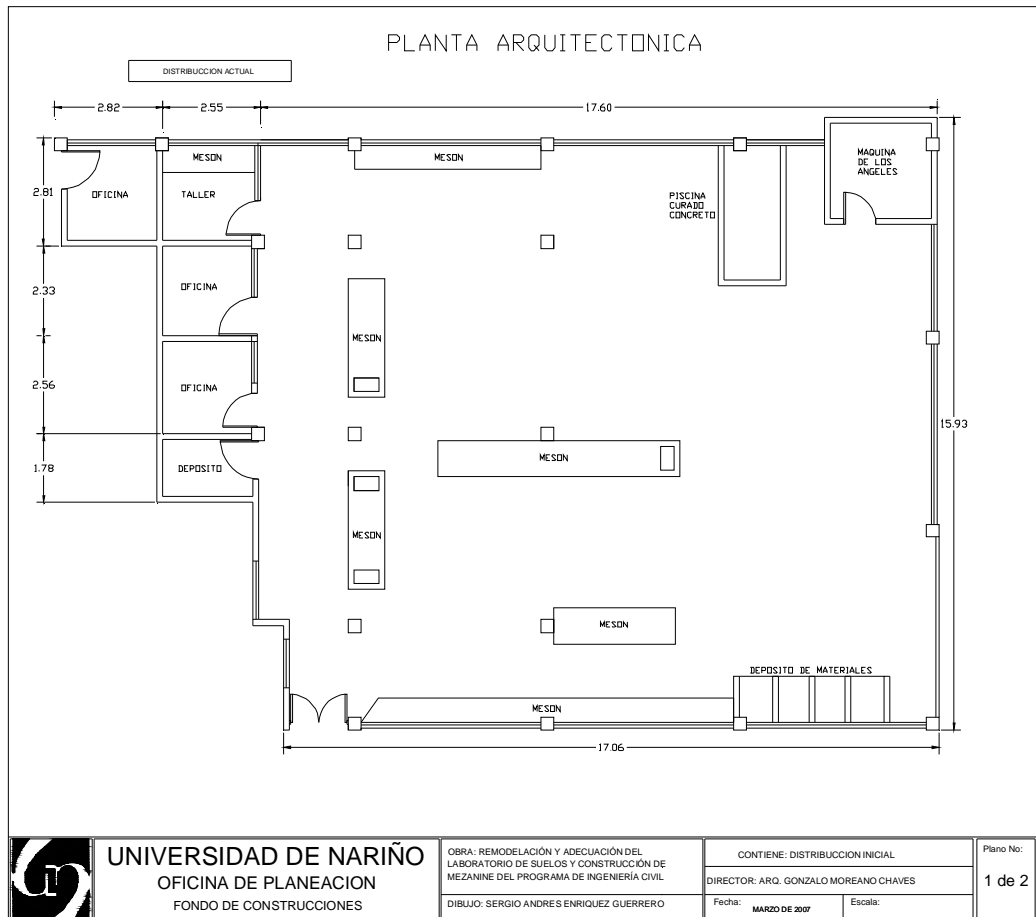 PLANTA ARQUITECTONICA
DISTRIBUCCION ACTUAL
2.82
2.55
17.60
MESON
MESON
MAQUINA
DE LOS
ANGELES
2.81
OFICINA
TALLER
PISCINA
CURADO
CONCRETO
2.33
OFICINA
MESON
2.56
OFICINA
15.93
1.78
DEPOSITO
MESON
MESON
MESON
DEPOSITO DE MATERIALES
MESON
17.06
UNIVERSIDAD DE NARIÑO
OFICINA DE PLANEACION
FONDO DE CONSTRUCCIONES
OBRA: REMODELACIÓN Y ADECUACIÓN DEL
LABORATORIO DE SUELOS Y CONSTRUCCIÓN DE
MEZANINE DEL PROGRAMA DE INGENIERÍA CIVIL
DIBUJO: SERGIO ANDRES ENRIQUEZ GUERRERO
CONTIENE: DISTRIBUCCION INICIAL
DIRECTOR: ARQ. GONZALO MOREANO CHAVES
Fecha: MARZO DE 2007
Escala:
Plano No:
1 de 2